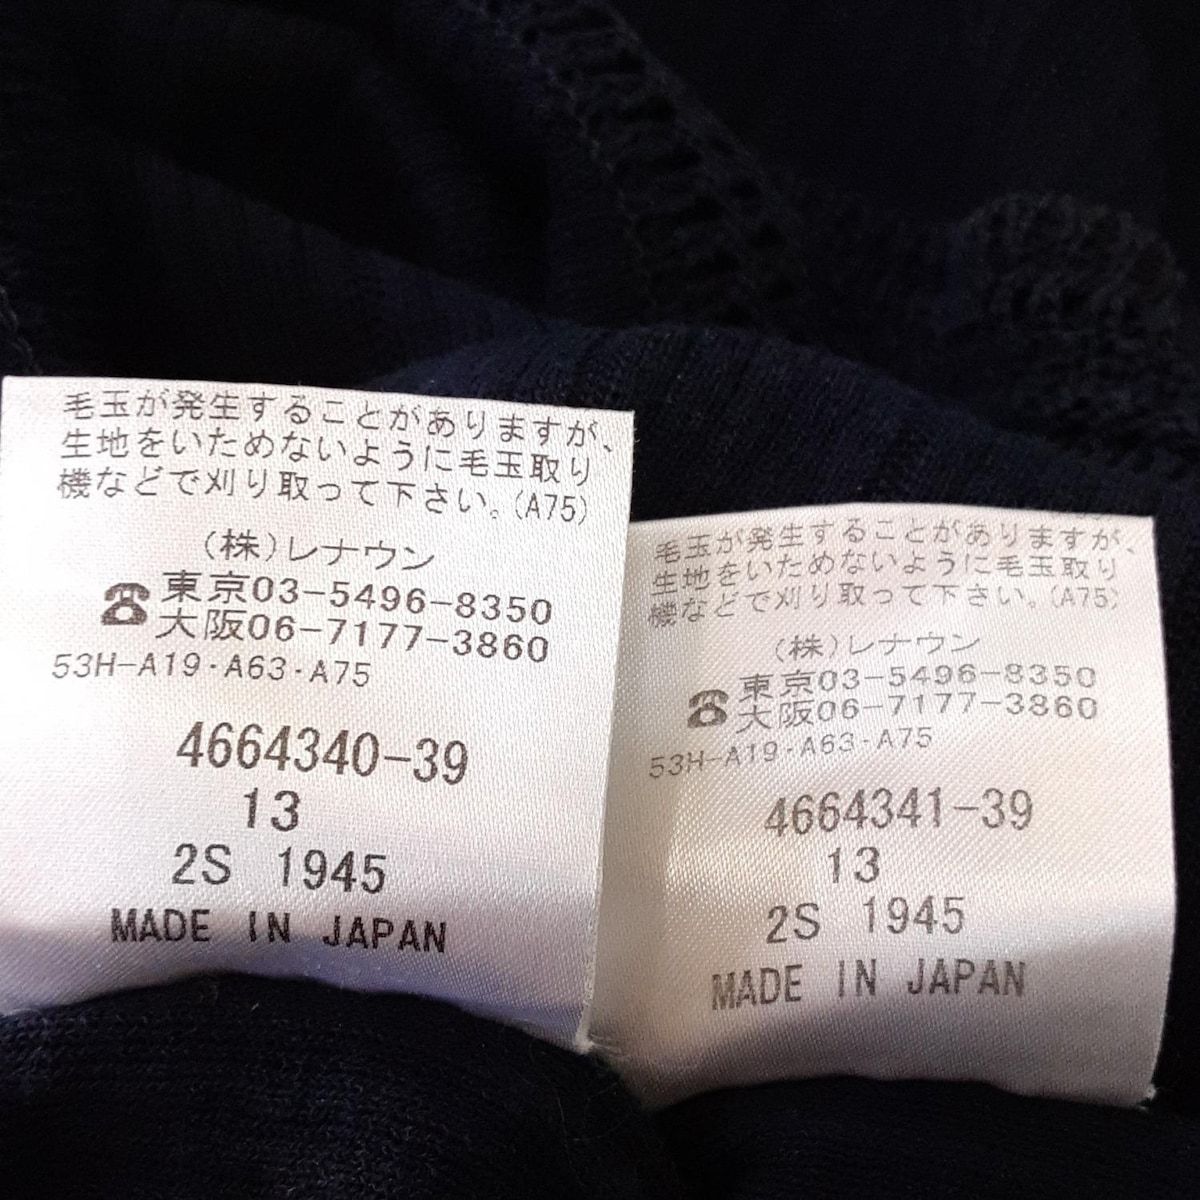 毛玉が発生することがありますが、
生地をいためないように毛玉取り
機などで刈り取って下さい。(A75)
(株)レナウン
☎東京03-5496-8350
大阪06-7177-3860
53H-A19・A63・A75
4664340-39
13
2S 1945
MADE IN JAPAN
毛玉が発生することがありますが、
生地をいためないように毛玉取り
機などで刈り取って下さい。(A75)
(株)レナウン
☎東京03-5496-8350
大阪06-7177-3860
53H-A19・A63・A75
4664341-39
13
2S 1945
MADE IN JAPAN